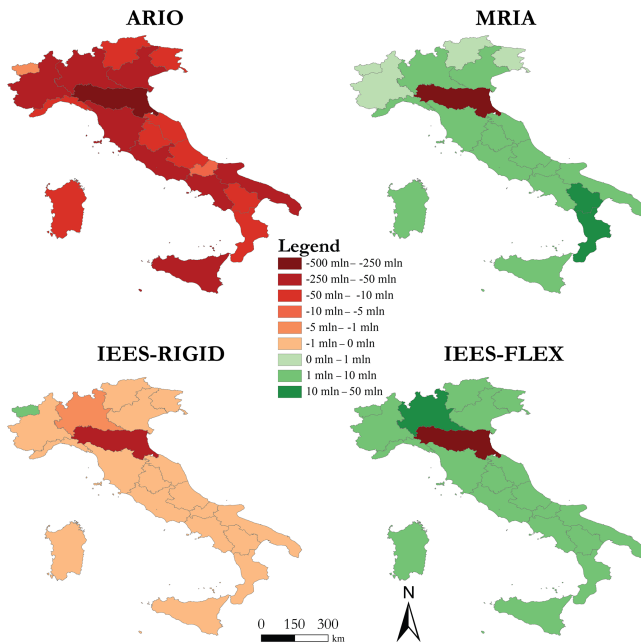 ARIO
MRIA
Legend
-500 mln– -250 mln
-250 mln– -50 mln
-50 mln– -10 mln
-10 mln– -5 mln
-5 mln– -1 mln
-1 mln– 0 mln
0 mln– 1 mln
1 mln– 10 mln
10 mln– 50 mln
IEES-RIGID
IEES-FLEX
0 150 300
km
N